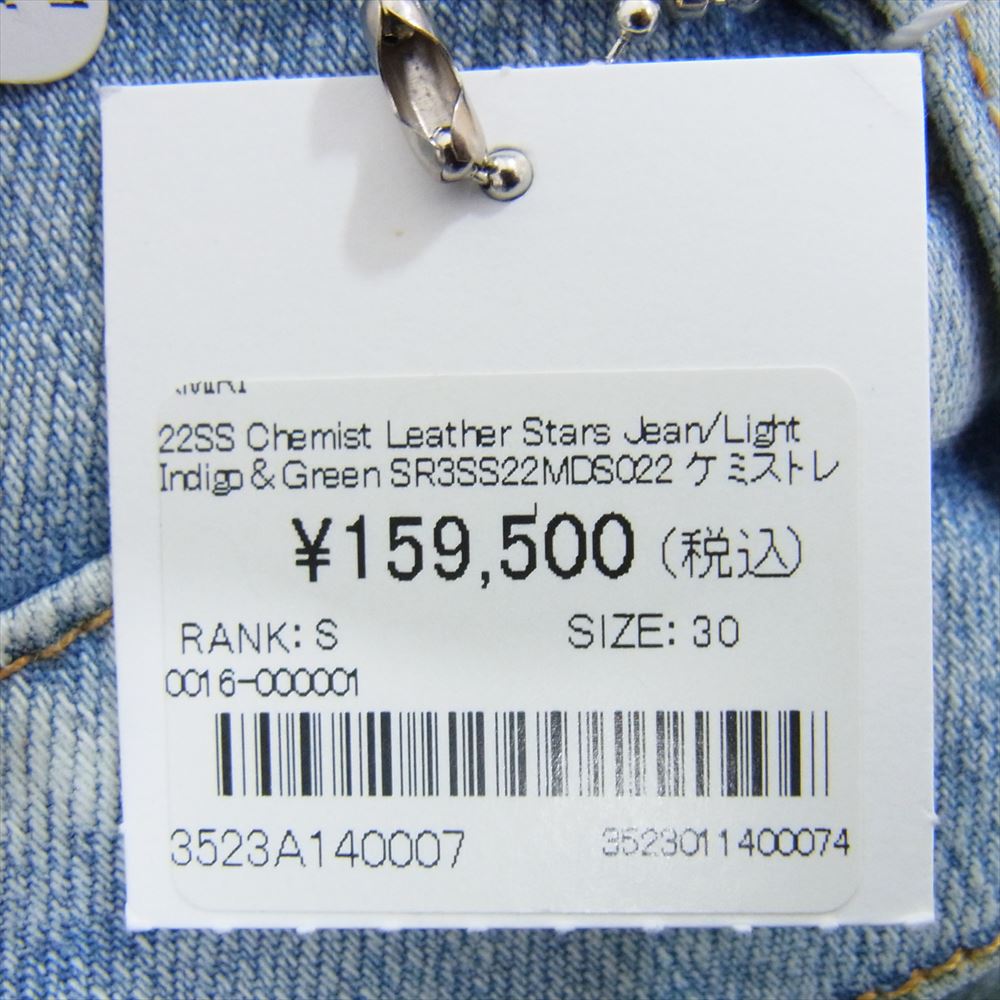 22SS Chemist Leather Stars Jean/Light
Indigo & Green SR3SS22MDS022 ケミストレ
¥159,500 (税込)
RANK: S
SIZE: 30
0016-000001
3523A140007
3523011400074